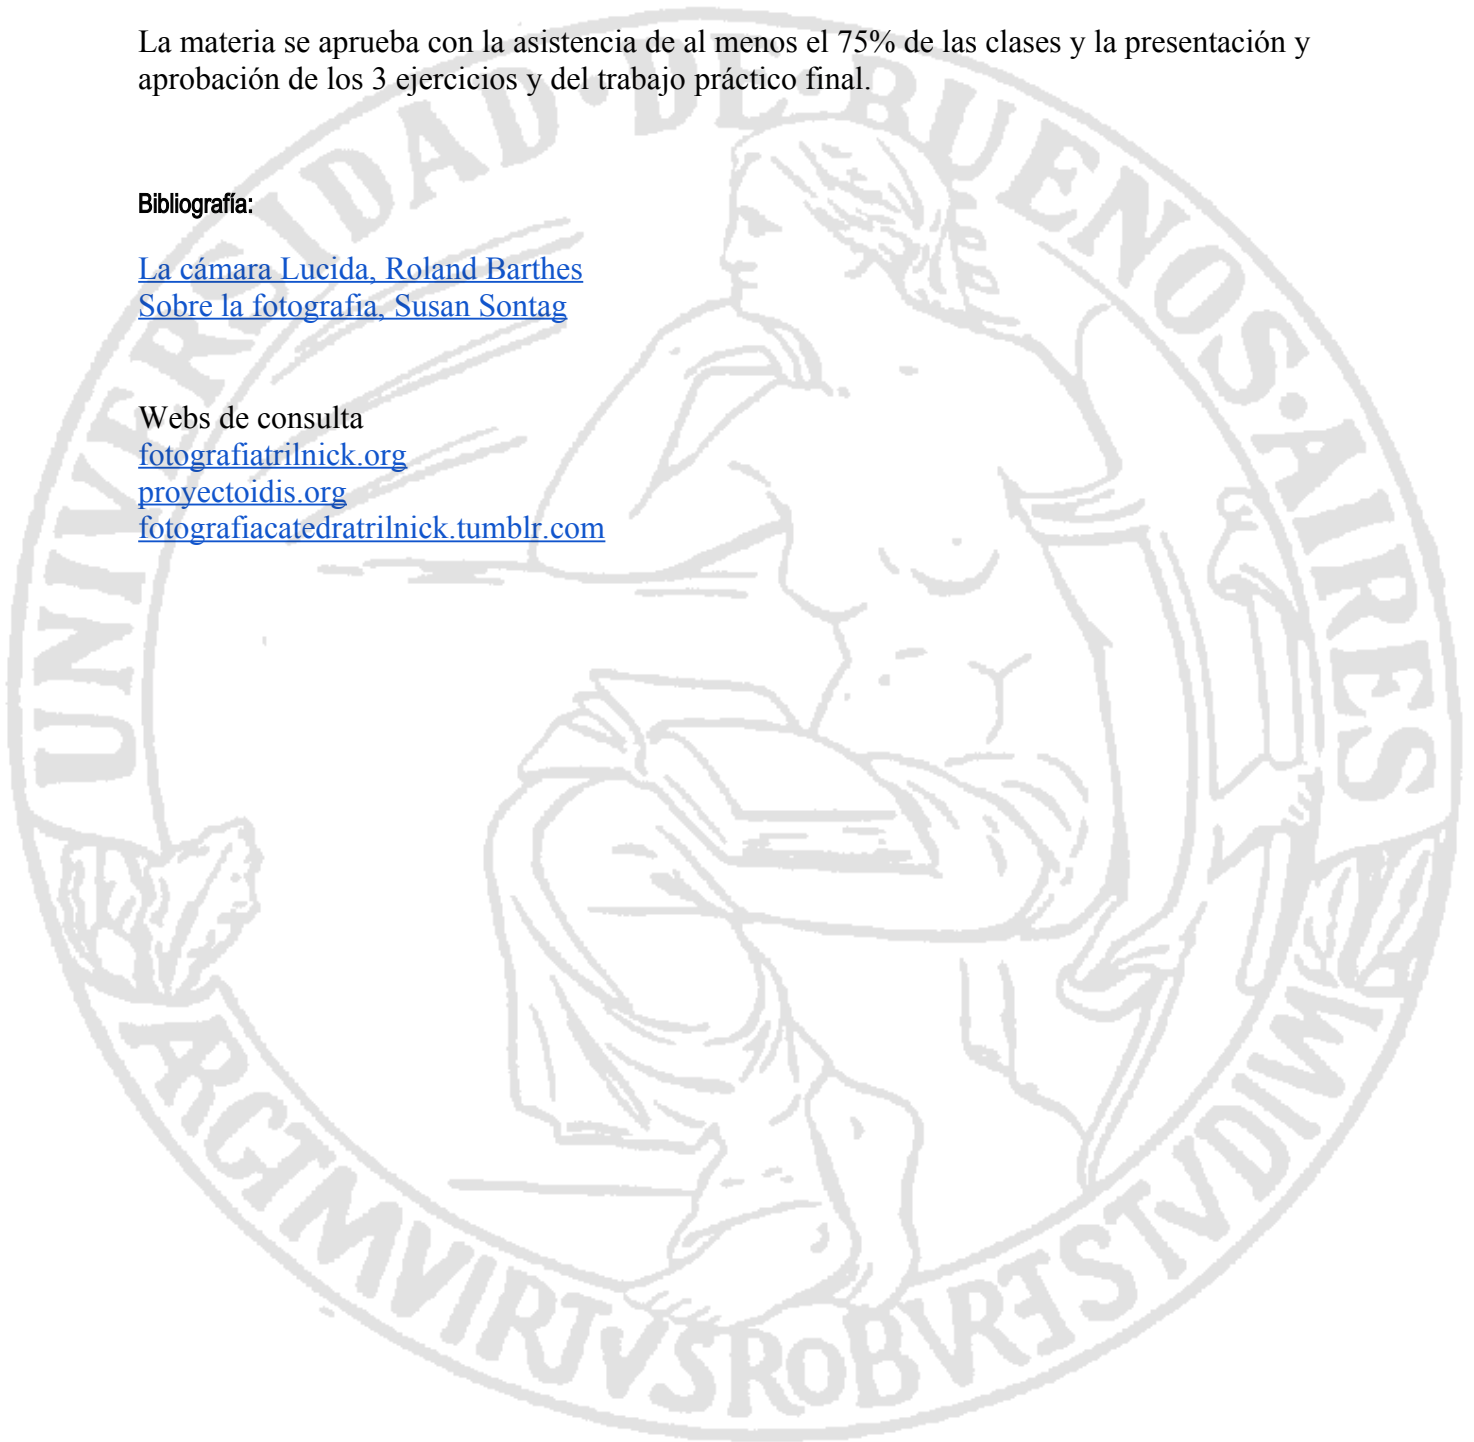 La materia se aprueba con la asistencia de al menos el 75% de las clases y la presentación y
aprobación de los 3 ejercicios y del trabajo práctico final.
Bibliografía:
La cámara Lucida, Roland Barthes
Sobre la fotografia, Susan Sontag
Webs de consulta
fotografiatrilnick.org
proyectoidis.org
fotografiacatedratrilnick.tumblr.com
UNIVERSIDAD·DE·BUENOS·AIRES
ARGTMVIRTVSROBVRETSTVDIVM